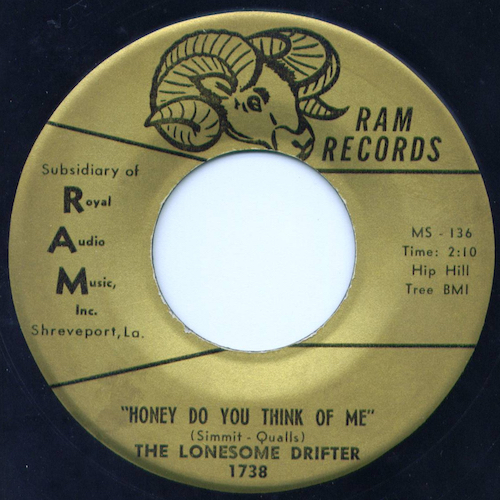 RAM
RECORDS
Subsidiary of
Royal
Audio
Music,
Inc.
Shreveport, La.
MS - 136
Time: 2:10
Hip Hill
Tree BMI
"HONEY DO YOU THINK OF ME"
(Simmit - Qualls)
THE LONESOME DRIFTER
1738